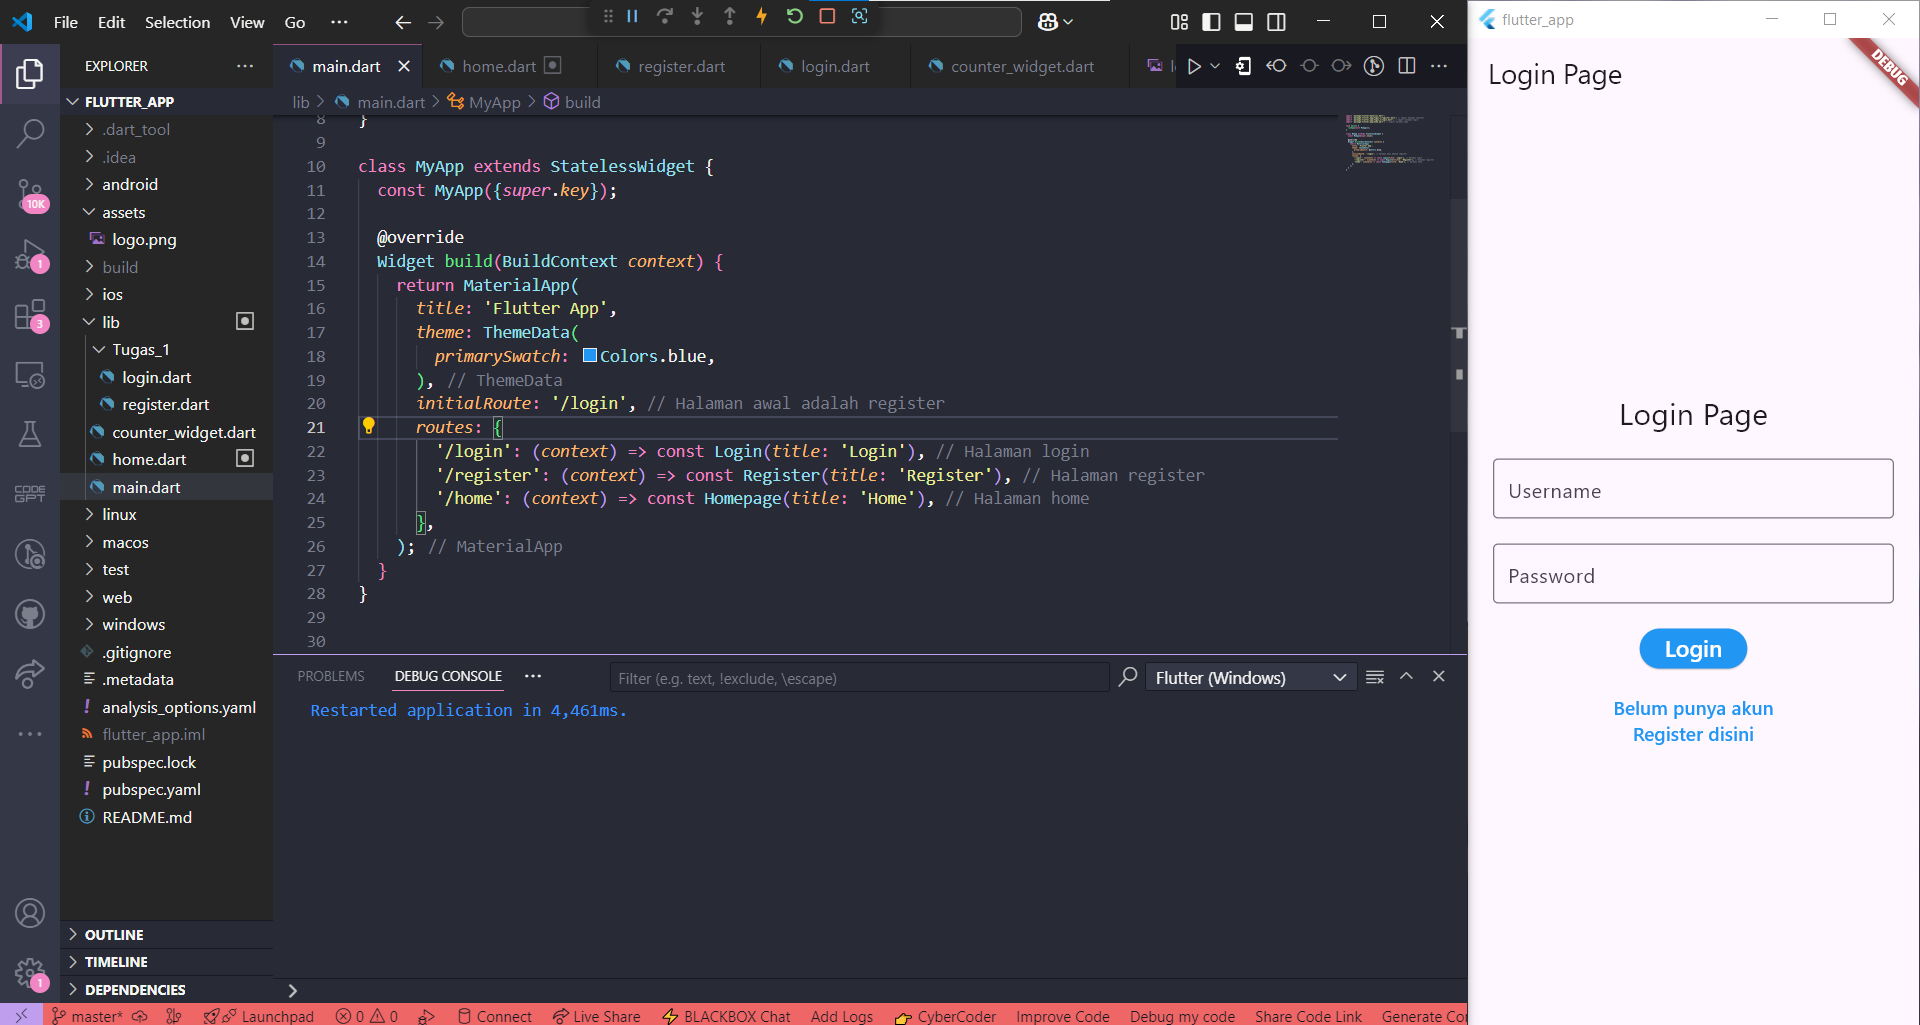 File Edit Selection View Go
flutter_app
EXPLORER
main.dart
home.dart
register.dart
login.dart
counter_widget.dart
FLUTTER_APP
lib > main.dart > MyApp > build
.dart_tool
.idea
android
assets
logo.png
build
ios
lib
Tugas_1
login.dart
register.dart
counter_widget.dart
home.dart
main.dart
linux
macos
test
web
windows
.gitignore
.metadata
analysis_options.yaml
flutter_app.iml
pubspec.lock
pubspec.yaml
README.md
OUTLINE
TIMELINE
DEPENDENCIES
10K
1
3
CODE
GPT
1
8 }
9
10 class MyApp extends StatelessWidget {
11 const MyApp({super.key});
12
13 @override
14 Widget build(BuildContext context) {
15 return MaterialApp(
16 title: 'Flutter App',
17 theme: ThemeData(
18 primarySwatch: Colors.blue,
19 ), // ThemeData
20 initialRoute: '/login', // Halaman awal adalah register
21 routes: {
22 '/login': (context) => const Login(title: 'Login'), // Halaman login
23 '/register': (context) => const Register(title: 'Register'), // Halaman register
24 '/home': (context) => const Homepage(title: 'Home'), // Halaman home
25 },
26 ); // MaterialApp
27 }
28 }
29
30
PROBLEMS DEBUG CONSOLE
Filter (e.g. text, !exclude, \escape)
Flutter (Windows)
Restarted application in 4,461ms.
master* Launchpad 0 0 Connect Live Share BLACKBOX Chat Add Logs CyberCoder Improve Code Debug my code Share Code Link Generate Co
Login Page
DEBUG
Login Page
Username
Password
Login
Belum punya akun
Register disini